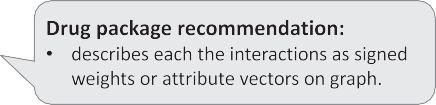 Drug package recommendation:
• describes each the interactions as signed
weights or attribute vectors on graph.